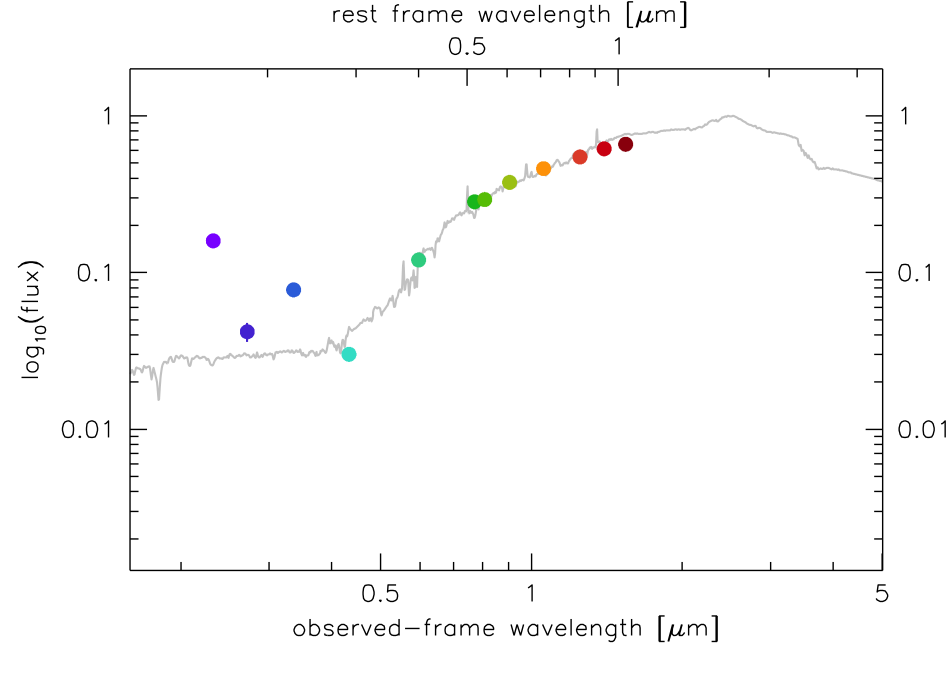 rest frame wavelength [μm]
0.5 1
1 1
0.1 0.1
0.01 0.01
log10(flux)
0.5 1 5
observed-frame wavelength [μm]